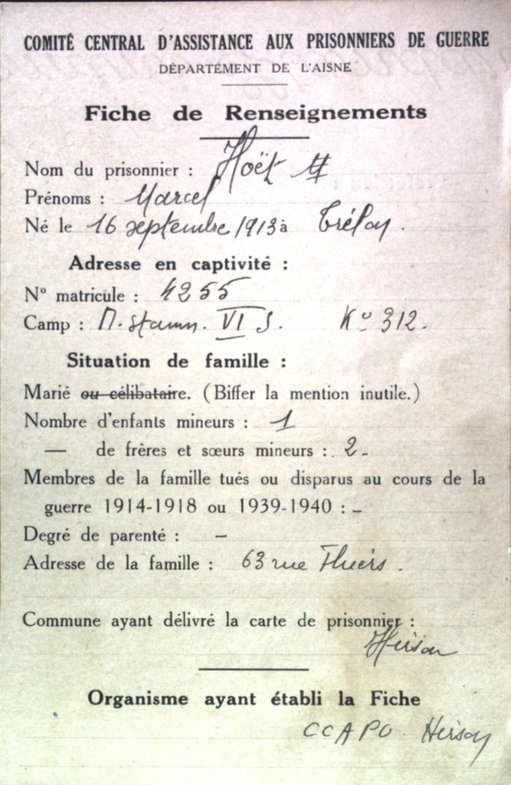 COMITÉ CENTRAL D'ASSISTANCE AUX PRISONNIERS DE GUERRE
DÉPARTEMENT DE L'AISNE
Fiche de Renseignements
Nom du prisonnier : Hoët
Prénoms : Marcel
Né le 16 septembre 1913 à Trélon.
Adresse en captivité :
N° matricule : 4255
Camp : M. Stamm. VI J. Ko 312.
Situation de famille :
Marié ou célibataire. (Biffer la mention inutile.)
Nombre d'enfants mineurs : 1
— de frères et sœurs mineurs : 2-
Membres de la famille tués ou disparus au cours de la
guerre 1914-1918 ou 1939-1940 : -
Degré de parenté : -
Adresse de la famille : 63 rue Thiers.
Commune ayant délivré la carte de prisonnier :
Hirson
Organisme ayant établi la Fiche
CCAPG Hirson